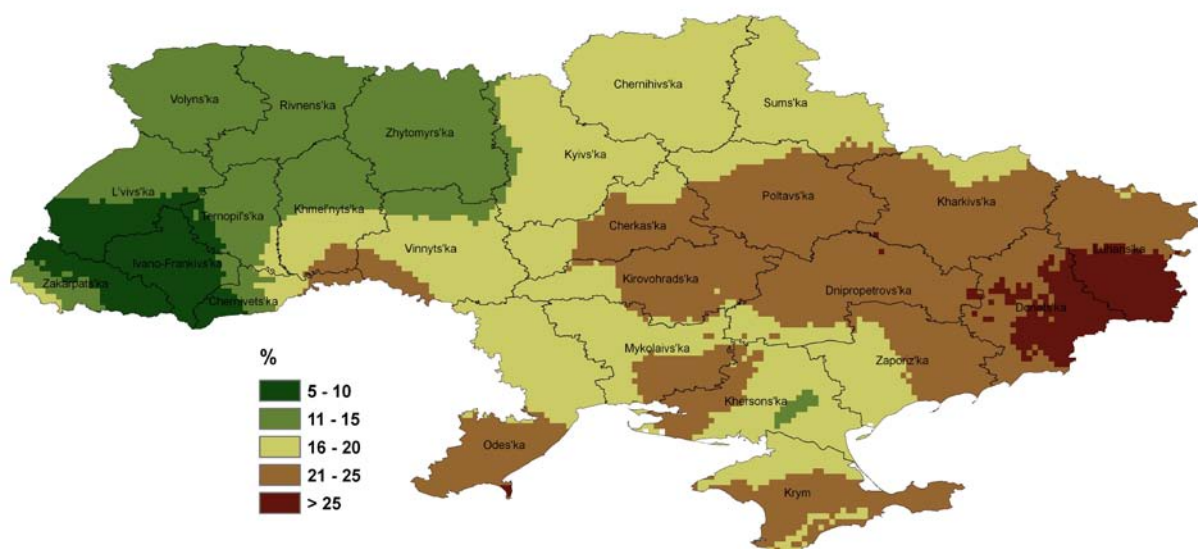 Chernihivs'ka
Volyns'ka
Rivnens'ka
Sums'ka
Zhytomyrs'ka
Kyivs'ka
L'vivs'ka
Khmel'nyts'ka
Poltavs'ka
Kharkivs'ka
Ternopil's'ka
Cherkas'ka
Vinnyts'ka
Luhans'ka
Ivano-Frankivs'ka
Zakarpats'ka
Kirovohrads'ka
Dnipropetrovs'ka
Chernivets'ka
Donets'ka
Mykolaivs'ka
Zaporiz'ka
Khersons'ka
Odes'ka
Krym
%
5 - 10
11 - 15
16 - 20
21 - 25
> 25